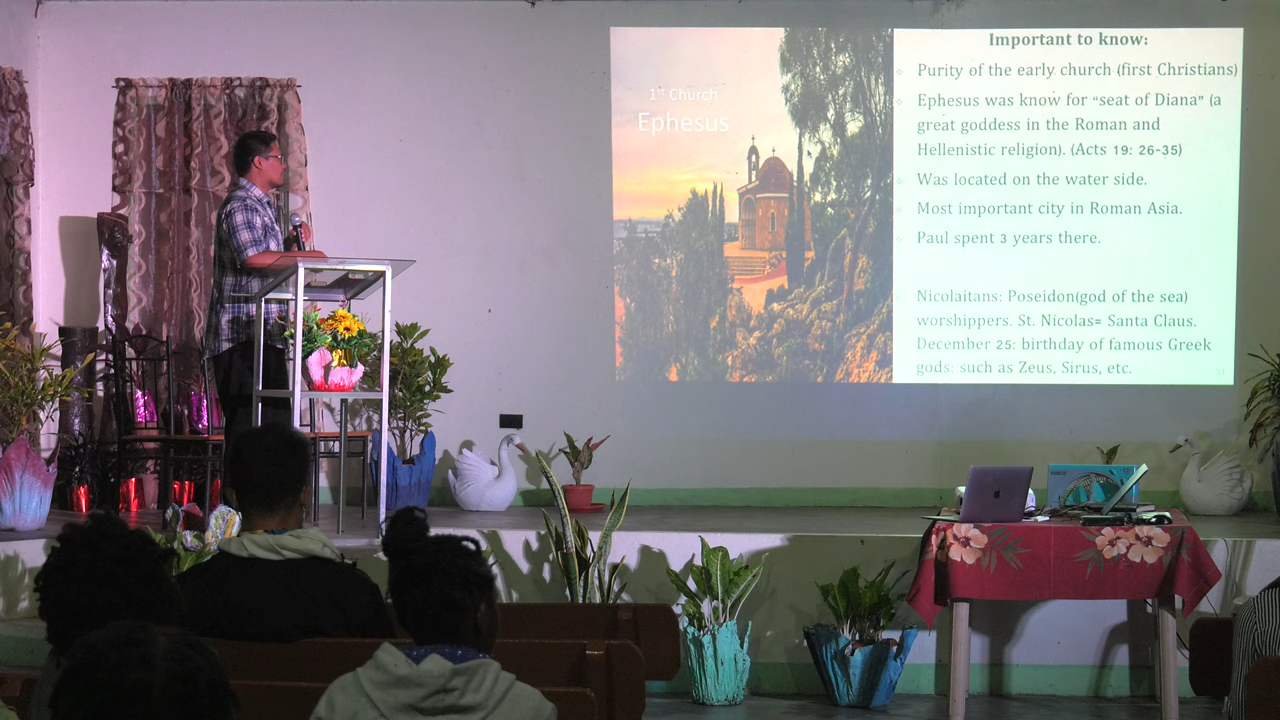 1st Church
Ephesus
Important to know:
Purity of the early church (first Christians)
Ephesus was know for "seat of Diana" (a
great goddess in the Roman and
Hellenistic religion). (Acts 19: 26-35)
Was located on the water side.
Most important city in Roman Asia.
Paul spent 3 years there.
Nicolaitans: Poseidon(god of the sea)
worshippers. St. Nicolas= Santa Claus.
December 25: birthday of famous Greek
gods: such as Zeus, Sirus, etc.